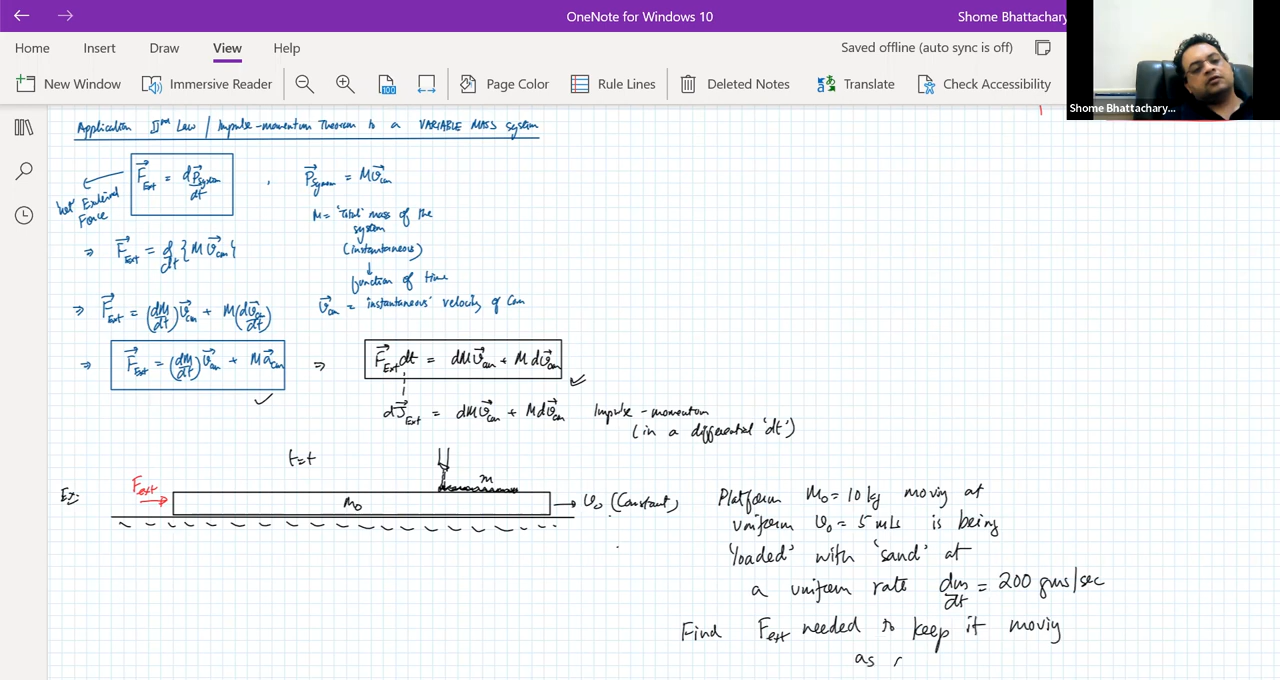 OneNote for Windows 10
Shome Bhattachary
Home Insert Draw View Help
Saved offline (auto sync is off)
New Window Immersive Reader 100 Page Color Rule Lines Deleted Notes Translate Check Accessibility
Shome Bhattachary...
Application IInd Law / Impulse-momentum Theorem to a VARIABLE MASS system
F⃗Ext = dP⃗system/dt , P⃗system = Mv⃗cm
Net External Force
M = 'Total' mass of the
system
(instantaneous)
↓
function of time
⇒ F⃗Ext = d/dt {Mv⃗cm}
v⃗cm = 'instantaneous' velocity of Com
⇒ F⃗Ext = (dM/dt)v⃗cm + M(dv⃗cm/dt)
⇒ F⃗Ext = (dM/dt)v⃗cm + Ma⃗cm ⇒ F⃗Ext dt = dMv⃗cm + Mdv⃗cm
dJ⃗Ext = dMv⃗cm + Mdv⃗cm Impulse-momentum
(in a differential 'dt')
t=t
Ex:
Fext
m
M0
→ v0 (Constant)
Platform M0 = 10 kg movig at
uniform v0 = 5 m/s is being
'loaded' with 'sand' at
a uniform rate dm/dt = 200 gms/sec
Find Fext needed to keep it movig
as